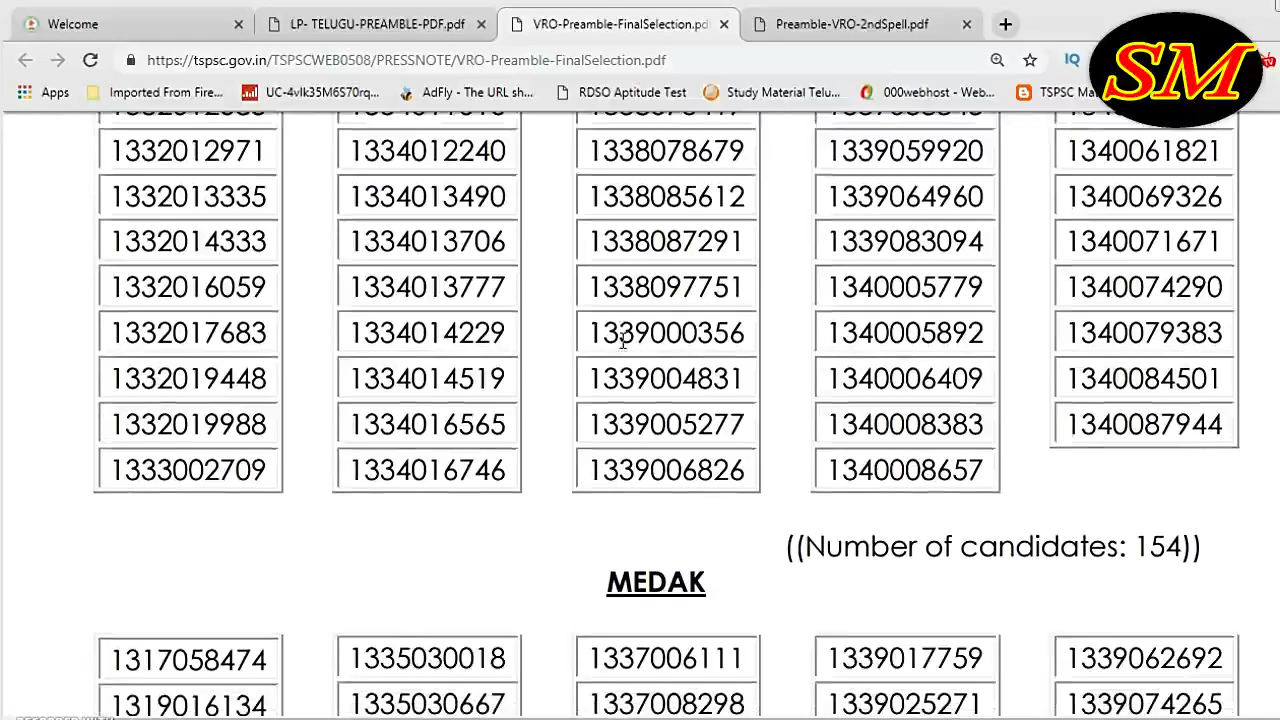 Welcome LP- TELUGU-PREAMBLE-PDF.pdf VRO-Preamble-FinalSelection.pd Preamble-VRO-2ndSpell.pdf
https://tspsc.gov.in/TSPSCWEB0508/PRESSNOTE/VRO-Preamble-FinalSelection.pdf IQ
SM
Apps Imported From Fire... UC-4vlk35M6S70rq... AdFly - The URL sh... RDSO Aptitude Test Study Material Telu... 000webhost - Web...
1332012971 1334012240 1338078679 1339059920 1340061821
1332013335 1334013490 1338085612 1339064960 1340069326
1332014333 1334013706 1338087291 1339083094 1340071671
1332016059 1334013777 1338097751 1340005779 1340074290
1332017683 1334014229 1339000356 1340005892 1340079383
1332019448 1334014519 1339004831 1340006409 1340084501
1332019988 1334016565 1339005277 1340008383 1340087944
1333002709 1334016746 1339006826 1340008657
((Number of candidates: 154))
MEDAK
1317058474 1335030018 1337006111 1339017759 1339062692
1319016134 1335030667 1337008298 1339025271 1339074265